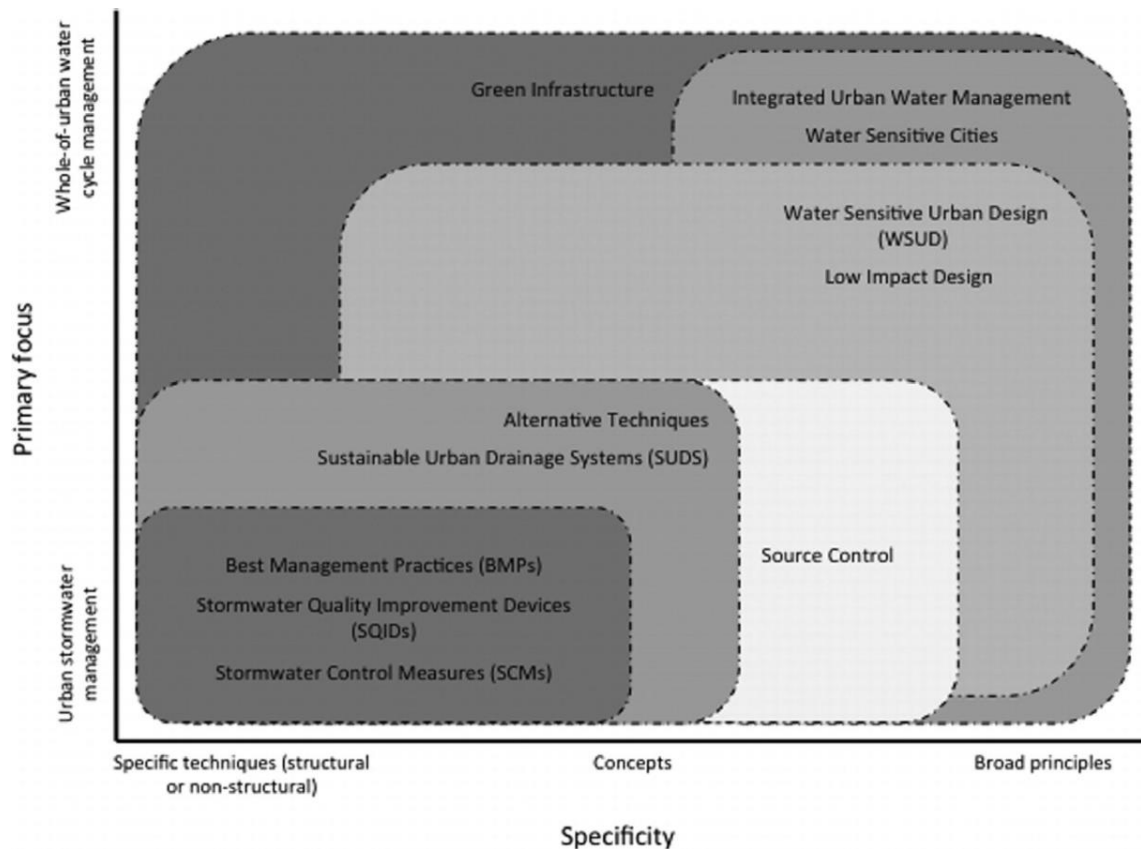 Whole-of-urban water
cycle management
Primary focus
Urban stormwater
management
Green Infrastructure
Integrated Urban Water Management
Water Sensitive Cities
Water Sensitive Urban Design
(WSUD)
Low Impact Design
Alternative Techniques
Sustainable Urban Drainage Systems (SUDS)
Source Control
Best Management Practices (BMPs)
Stormwater Quality Improvement Devices
(SQIDs)
Stormwater Control Measures (SCMs)
Specific techniques (structural
or non-structural)
Concepts
Broad principles
Specificity